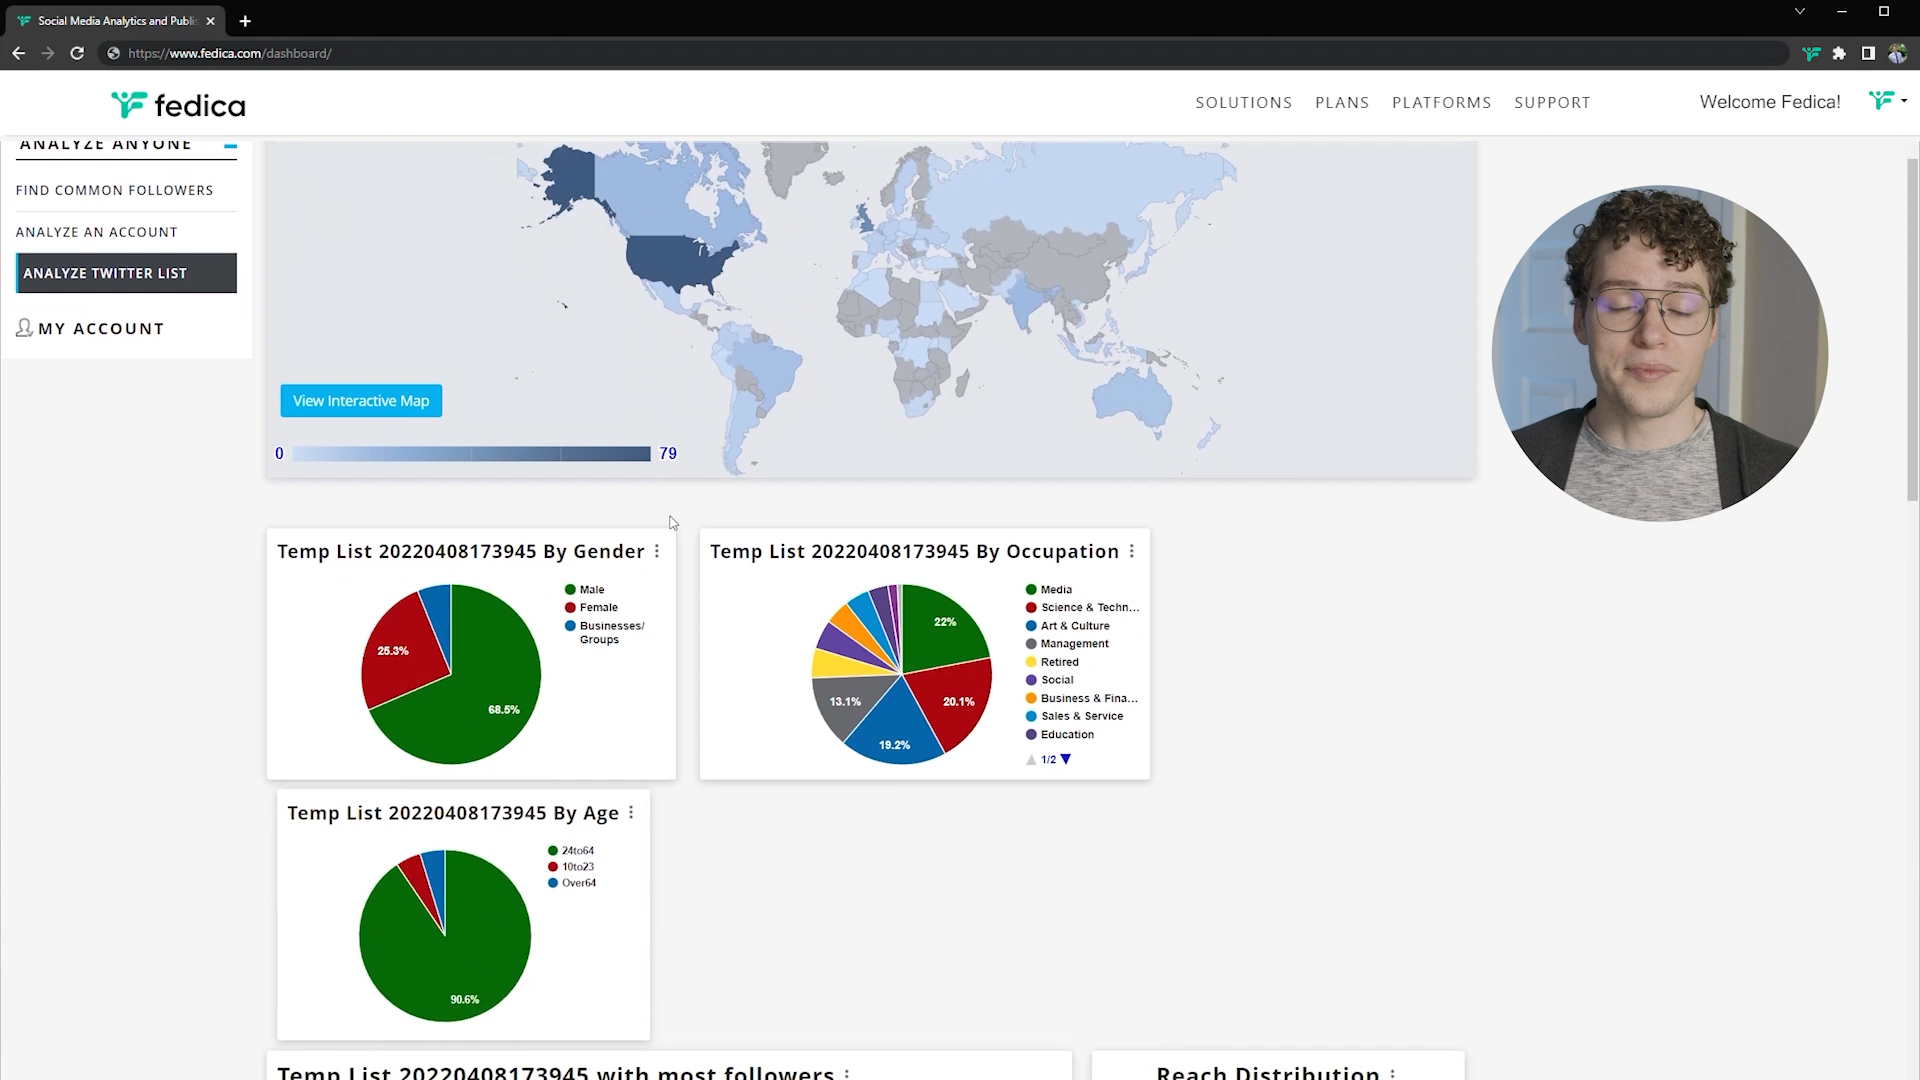 Social Media Analytics and Publis
https://www.fedica.com/dashboard/
fedica
SOLUTIONS
PLANS
PLATFORMS
SUPPORT
Welcome Fedica!
ANALYZE ANYONE
FIND COMMON FOLLOWERS
ANALYZE AN ACCOUNT
ANALYZE TWITTER LIST
MY ACCOUNT
View Interactive Map
0
79
Temp List 20220408173945 By Gender
25.3%
68.5%
Male
Female
Businesses/
Groups
Temp List 20220408173945 By Occupation
22%
20.1%
19.2%
13.1%
Media
Science & Techn...
Art & Culture
Management
Retired
Social
Business & Fina...
Sales & Service
Education
1/2
Temp List 20220408173945 By Age
90.6%
24to64
10to23
Over64
Temp List 20220408173945 with most followers
Reach Distribution